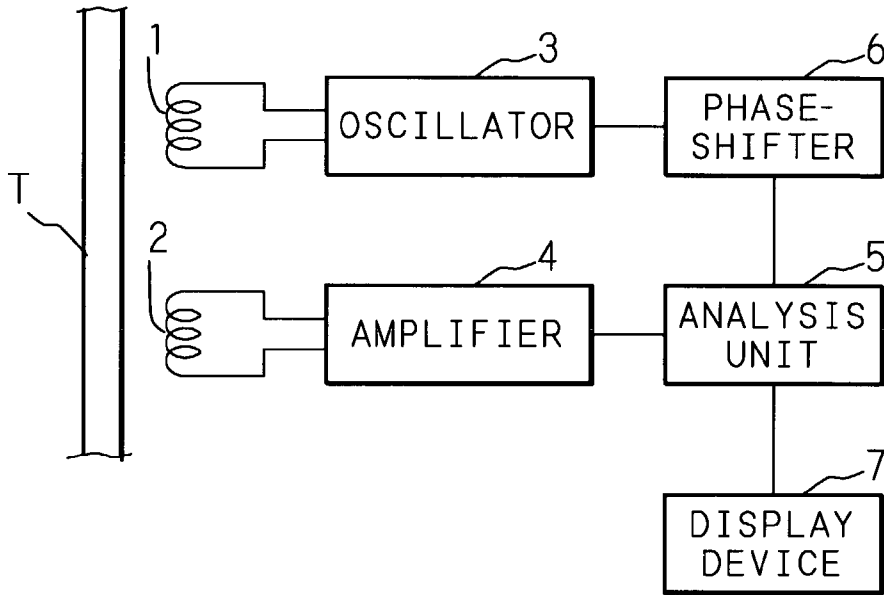 1
3
OSCILLATOR
6
PHASE-
SHIFTER
T
2
4
AMPLIFIER
5
ANALYSIS
UNIT
7
DISPLAY
DEVICE